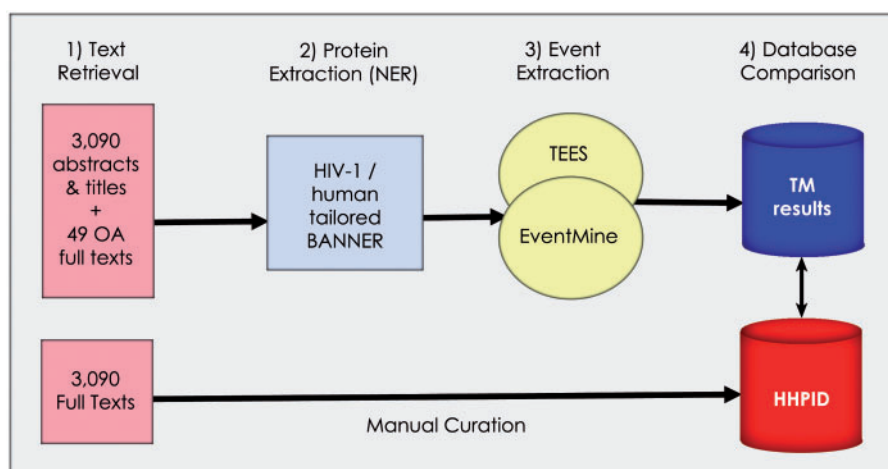 1) Text
Retrieval
2) Protein
Extraction (NER)
3) Event
Extraction
4) Database
Comparison
3,090
abstracts
& titles
+
49 OA
full texts
HIV-1 /
human
tailored
BANNER
TEES
EventMine
TM
results
3,090
Full Texts
Manual Curation
HHPID